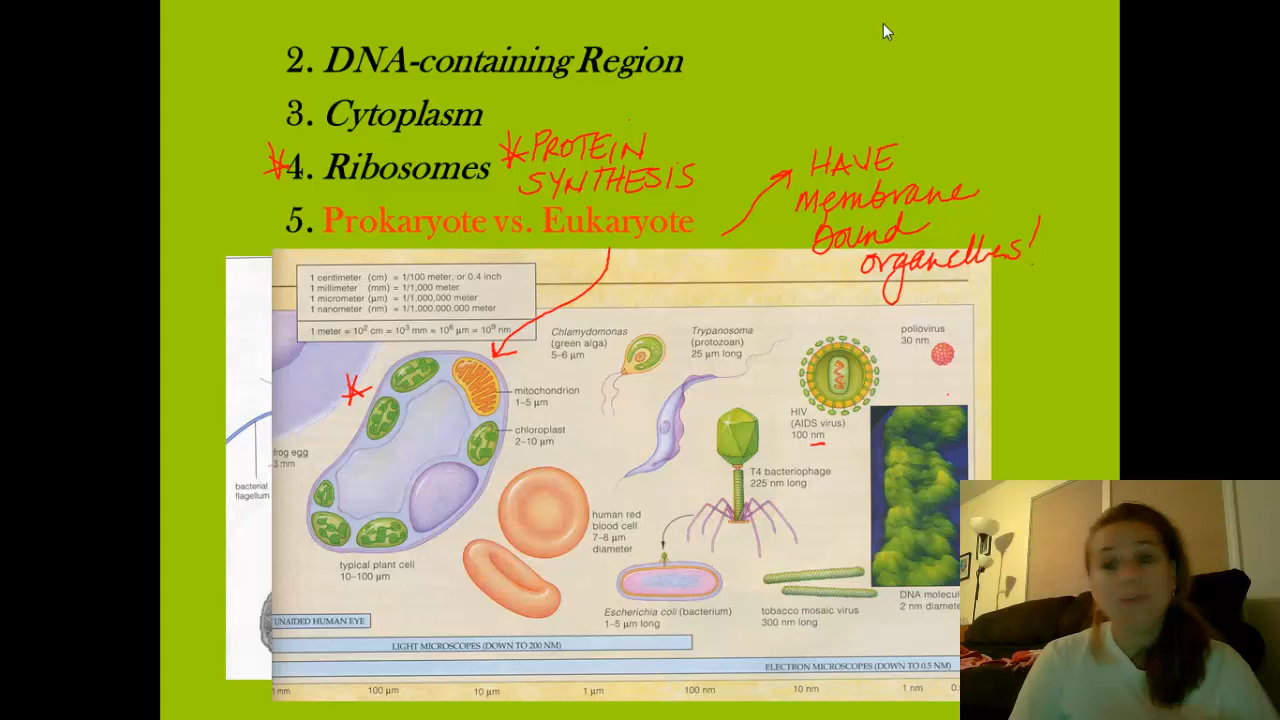 2. DNA-containing Region
3. Cytoplasm
*4. Ribosomes
*PROTEIN
SYNTHESIS
5. Prokaryote vs. Eukaryote
HAVE
membrane
bound
organelles!
1 centimeter (cm) = 1/100 meter, or 0.4 inch
1 millimeter (mm) = 1/1,000 meter
1 micrometer (μm) = 1/1,000,000 meter
1 nanometer (nm) = 1/1,000,000,000 meter
1 meter = 10² cm = 10³ mm = 10⁶ μm = 10⁹ nm
Chlamydomonas
(green alga)
5–6 μm
Trypanosoma
(protozoan)
25 μm long
poliovirus
30 nm
mitochondrion
1–5 μm
chloroplast
2–10 μm
HIV
(AIDS virus)
100 nm
frog egg
3 mm
bacterial
flagellum
T4 bacteriophage
225 nm long
human red
blood cell
7–8 μm
diameter
typical plant cell
10–100 μm
Escherichia coli (bacterium)
1–5 μm long
tobacco mosaic virus
300 nm long
DNA molecu
2 nm diamete
UNAIDED HUMAN EYE
LIGHT MICROSCOPES (DOWN TO 200 NM)
ELECTRON MICROSCOPES (DOWN TO 0.5 NM)
1 mm 100 μm 10 μm 1 μm 100 nm 10 nm 1 nm 0.